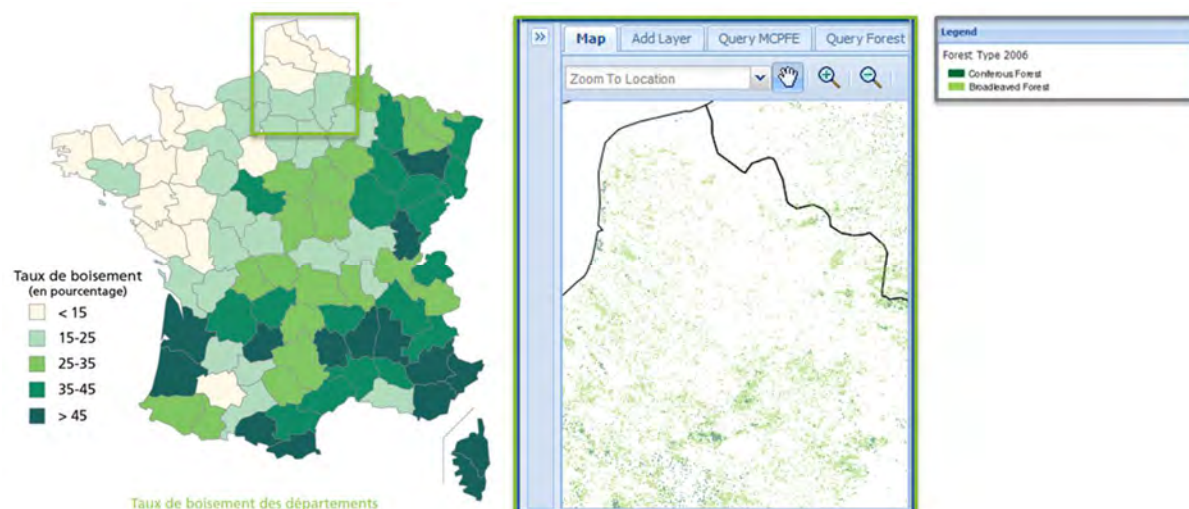 Taux de boisement
(en pourcentage)
< 15
15-25
25-35
35-45
> 45
Taux de boisement des départements
Map
Add Layer
Query MCPFE
Query Forest
Zoom To Location
Legend
Forest Type 2006
Coniferous Forest
Broadleaved Forest